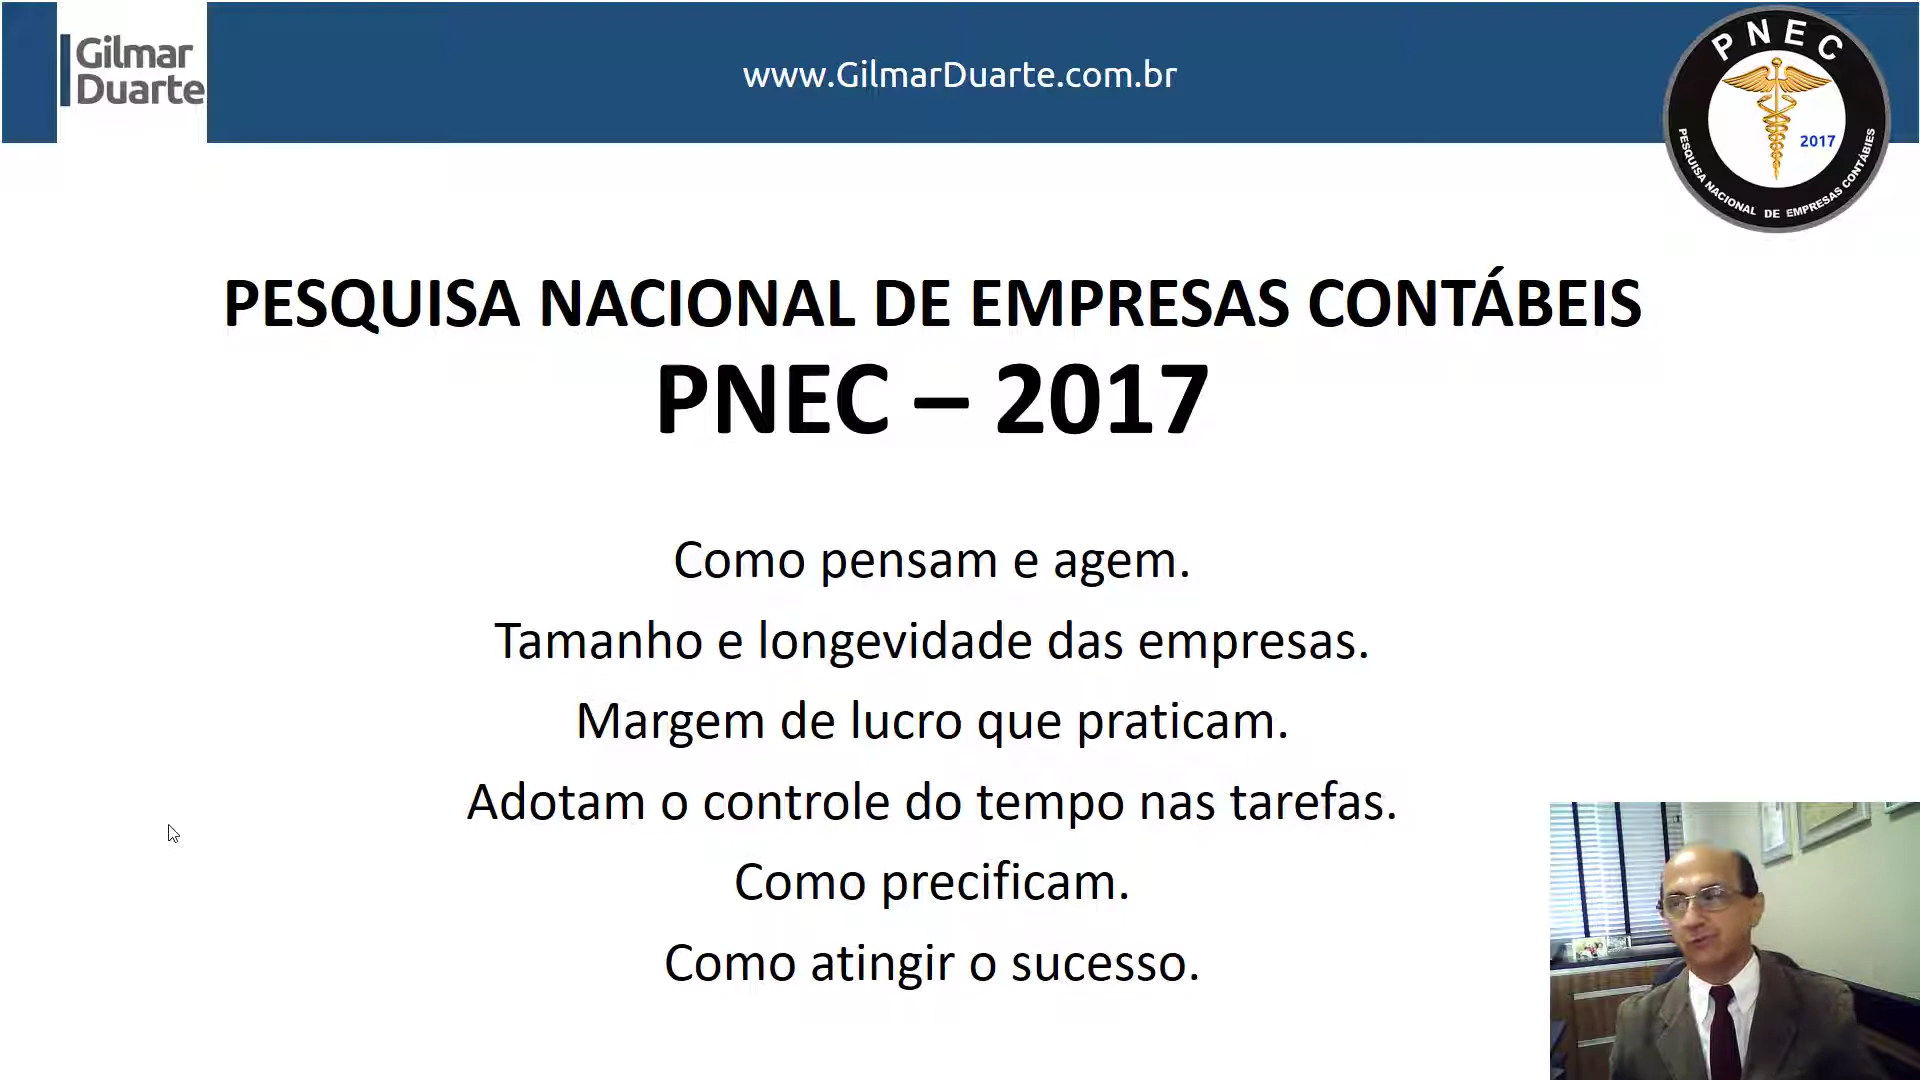 Gilmar
Duarte
www.GilmarDuarte.com.br
PNEC
2017
PESQUISA NACIONAL DE EMPRESAS CONTÁBIES
PESQUISA NACIONAL DE EMPRESAS CONTÁBEIS
PNEC – 2017
Como pensam e agem.
Tamanho e longevidade das empresas.
Margem de lucro que praticam.
Adotam o controle do tempo nas tarefas.
Como precificam.
Como atingir o sucesso.